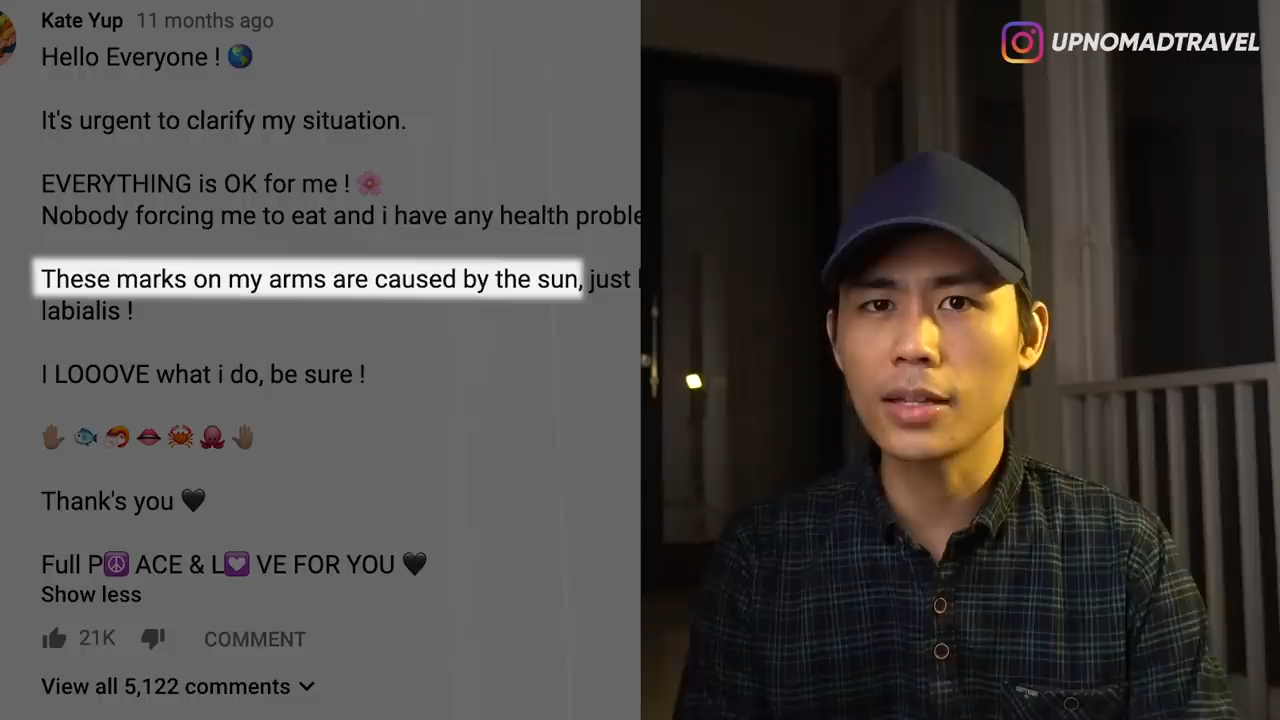 Kate Yup 11 months ago
Hello Everyone ! 🌎
It's urgent to clarify my situation.
EVERYTHING is OK for me ! 🌸
Nobody forcing me to eat and i have any health
These marks on my arms are caused by the sun, just
labialis !
I LOOOVE what i do, be sure !
Thank's you 🖤
Full P☮️ ACE & L💟 VE FOR YOU 🖤
Show less
21K COMMENT
View all 5,122 comments
UPNOMADTRAVEL